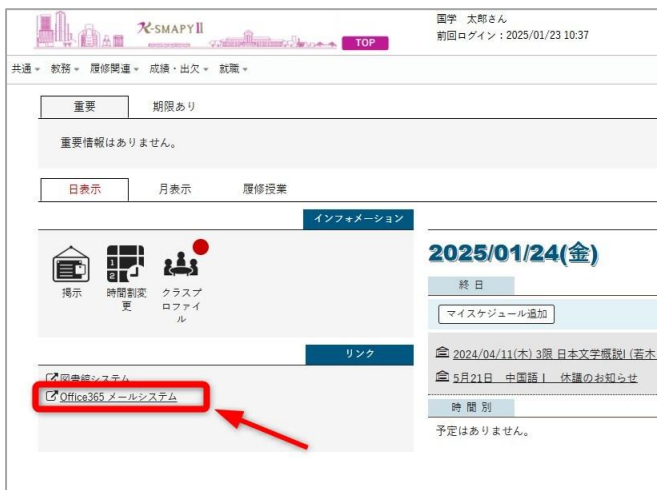 K-SMAPYⅡ
TOP
国学　太郎さん
前回ログイン：2025/01/23 10:37
共通 教務 履修関連 成績・出欠 就職
重要 期限あり
重要情報はありません。
日表示 月表示 履修授業
インフォメーション
掲示
時間割変
更
クラスプ
ロファイ
ル
リンク
図書館システム
Office365 メールシステム
2025/01/24(金)
終日
マイスケジュール追加
2024/04/11(木) 3限 日本文学概説Ⅰ (若木
5月21日　中国語Ⅰ　休講のお知らせ
時間別
予定はありません。